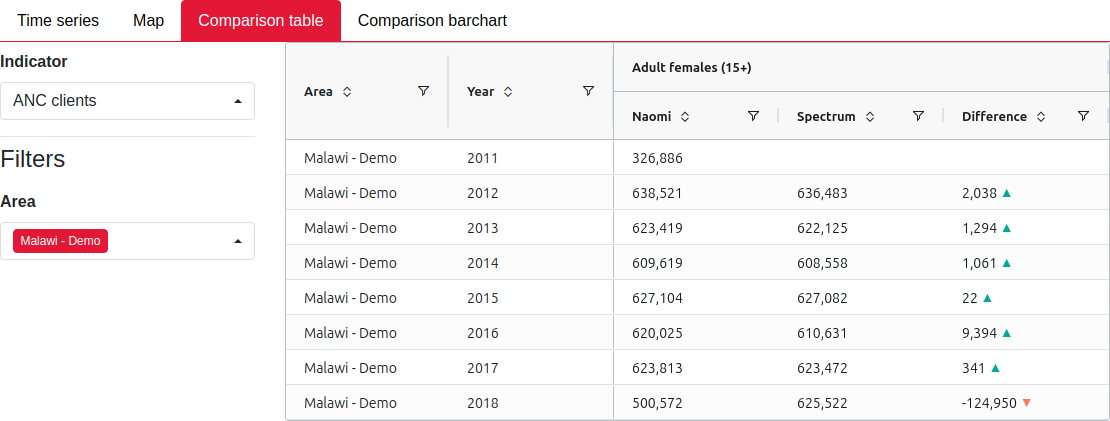 Time series Map Comparison table Comparison barchart
Indicator
ANC clients
Filters
Area
Malawi - Demo
Adult females (15+)
Area Year
Naomi Spectrum Difference
Malawi - Demo 2011 326,886
Malawi - Demo 2012 638,521 636,483 2,038 ▲
Malawi - Demo 2013 623,419 622,125 1,294 ▲
Malawi - Demo 2014 609,619 608,558 1,061 ▲
Malawi - Demo 2015 627,104 627,082 22 ▲
Malawi - Demo 2016 620,025 610,631 9,394 ▲
Malawi - Demo 2017 623,813 623,472 341 ▲
Malawi - Demo 2018 500,572 625,522 -124,950 ▼